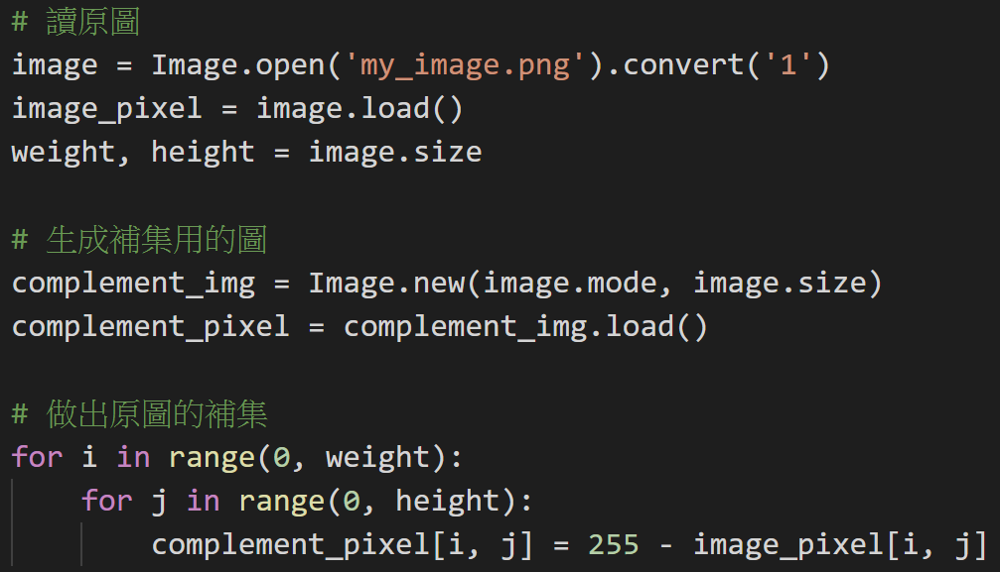 # 讀原圖
image = Image.open('my_image.png').convert('1')
image_pixel = image.load()
weight, height = image.size
# 生成補集用的圖
complement_img = Image.new(image.mode, image.size)
complement_pixel = complement_img.load()
# 做出原圖的補集
for i in range(0, weight):
    for j in range(0, height):
        complement_pixel[i, j] = 255 - image_pixel[i, j]